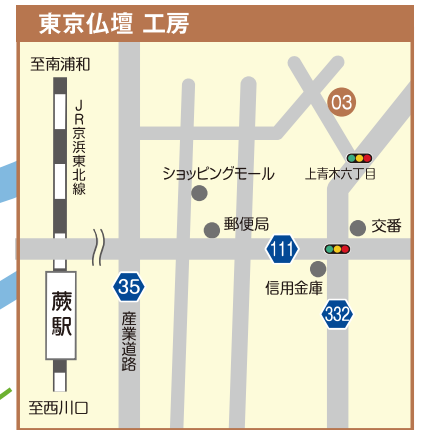 東京仏壇 工房
至南浦和
JR京浜東北線
03
上青木六丁目
ショッピングモール
郵便局
交番
111
信用金庫
35
332
蕨駅
産業道路
至西川口